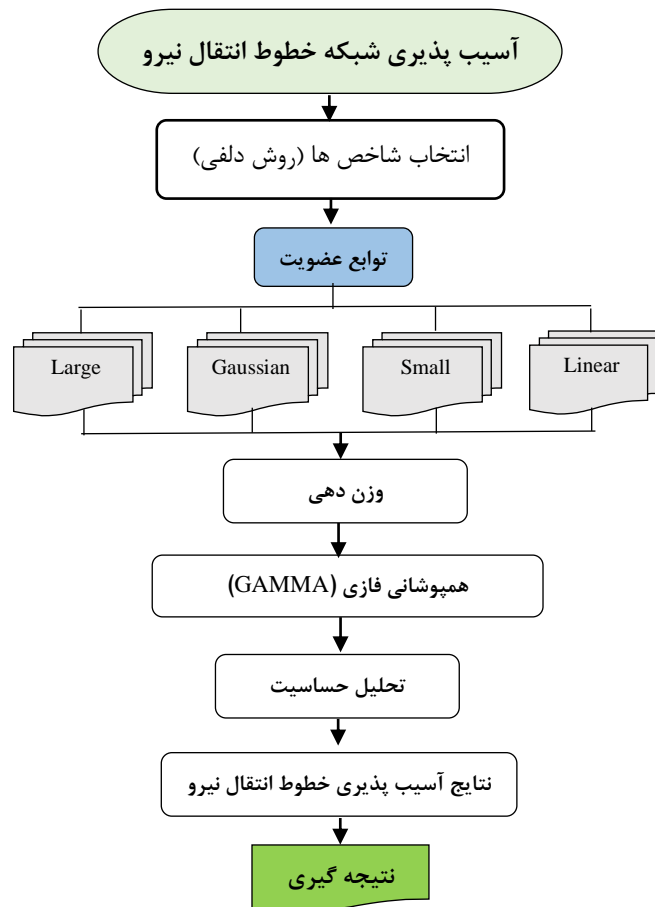 آسیب پذیری شبکه خطوط انتقال نیرو
انتخاب شاخص ها (روش دلفی)
توابع عضویت
Large
Gaussian
Small
Linear
وزن دهی
همپوشانی فازی (GAMMA)
تحلیل حساسیت
نتایج آسیب پذیری خطوط انتقال نیرو
نتیجه گیری